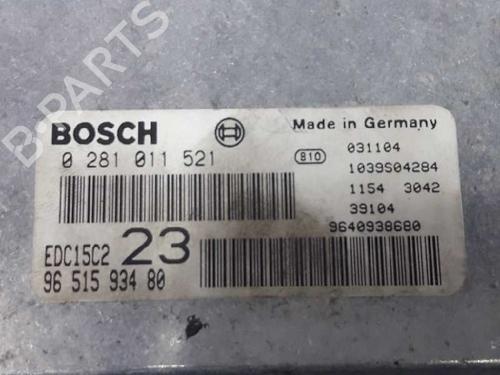 B-PARTS
BOSCH
Made in Germany
0 281 011 521
810
031104
1039S04284
1154 3042
39104
9640938680
EDC15C2 23
96 515 934 80